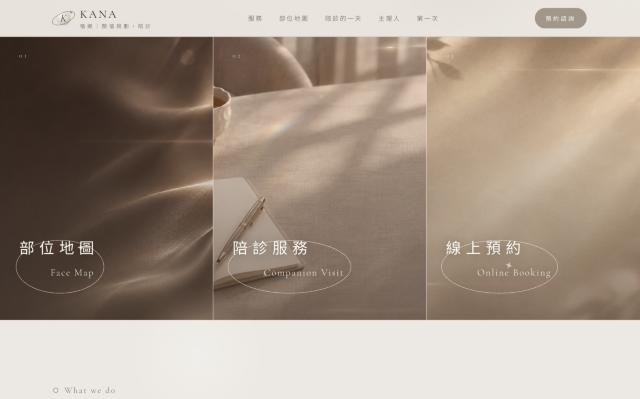 KANA
服務
部位地圖
陪診的一天
主理人
第一次
預約諮詢
01
02
部位地圖
Face Map
陪診服務
Companion Visit
線上預約
Online Booking
What we do